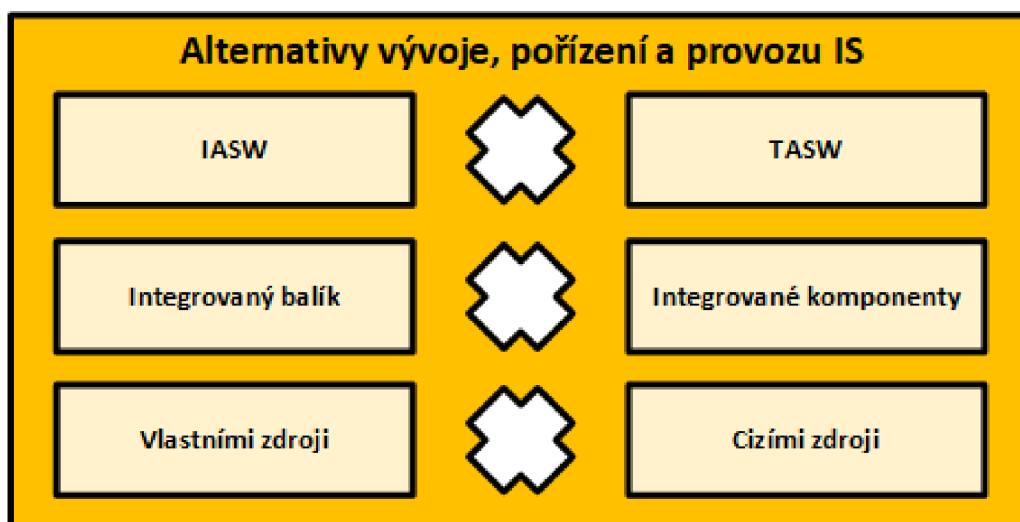 Alternativy vývoje, pořízení a provozu IS
IASW
TASW
Integrovaný balík
Integrované komponenty
Vlastními zdroji
Cizími zdroji